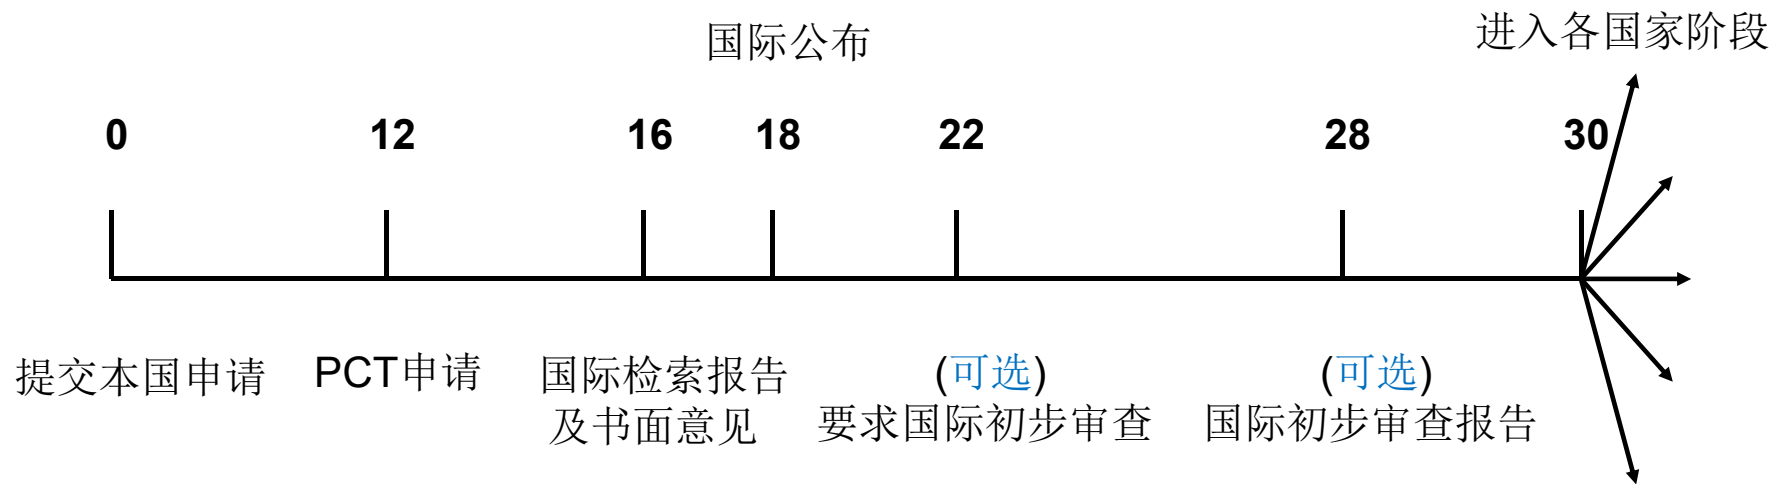 国际公布
进入各国家阶段
0 12 16 18 22 28 30
提交本国申请
PCT申请
国际检索报告
及书面意见
(可选)
要求国际初步审查
(可选)
国际初步审查报告